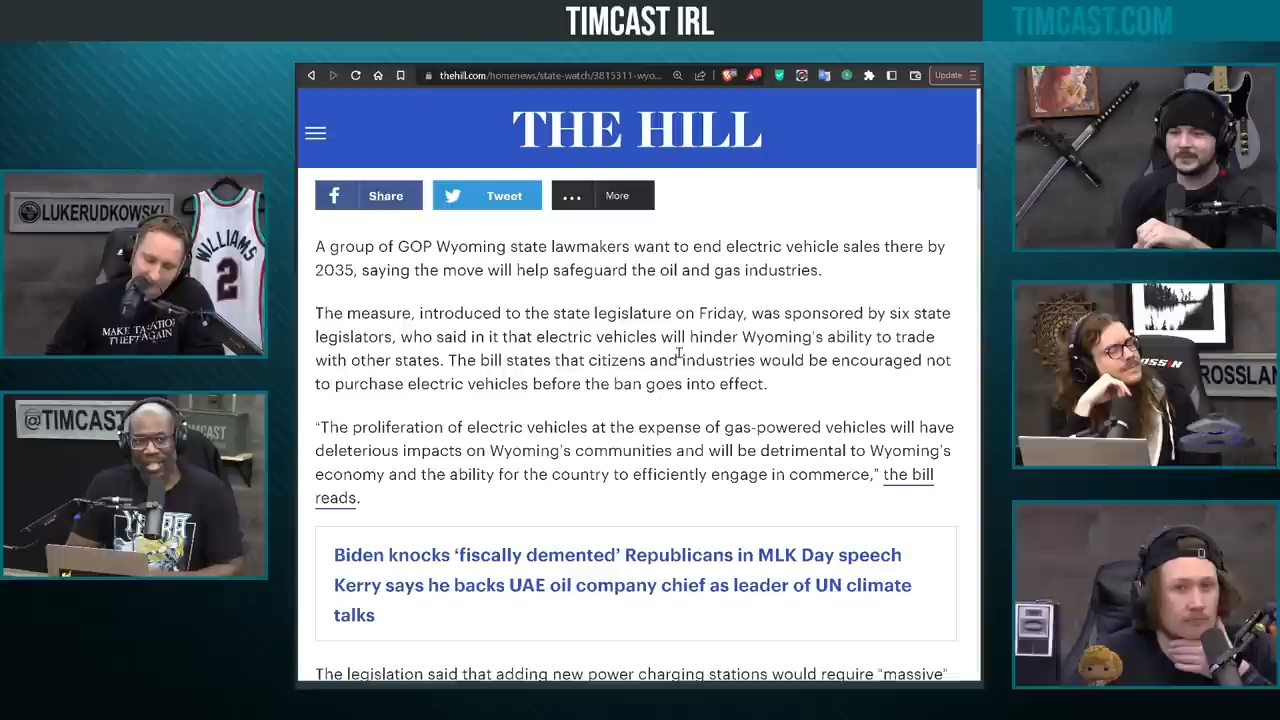 TIMCAST IRL
TIMCAST.COM
thehill.com/homenews/state-watch/3815311-wyo...
Update
THE HILL
Share
Tweet
More
A group of GOP Wyoming state lawmakers want to end electric vehicle sales there by
2035, saying the move will help safeguard the oil and gas industries.
The measure, introduced to the state legislature on Friday, was sponsored by six state
legislators, who said in it that electric vehicles will hinder Wyoming's ability to trade
with other states. The bill states that citizens and industries would be encouraged not
to purchase electric vehicles before the ban goes into effect.
“The proliferation of electric vehicles at the expense of gas-powered vehicles will have
deleterious impacts on Wyoming's communities and will be detrimental to Wyoming's
economy and the ability for the country to efficiently engage in commerce,” the bill
reads.
Biden knocks ‘fiscally demented’ Republicans in MLK Day speech
Kerry says he backs UAE oil company chief as leader of UN climate
talks
The legislation said that adding new power charging stations would require “massive”
@LUKERUDKOWSKI
WILLIAMS
2
MAKE TAXATION
THEFT AGAIN
@TIMCAST
ROSSLAN